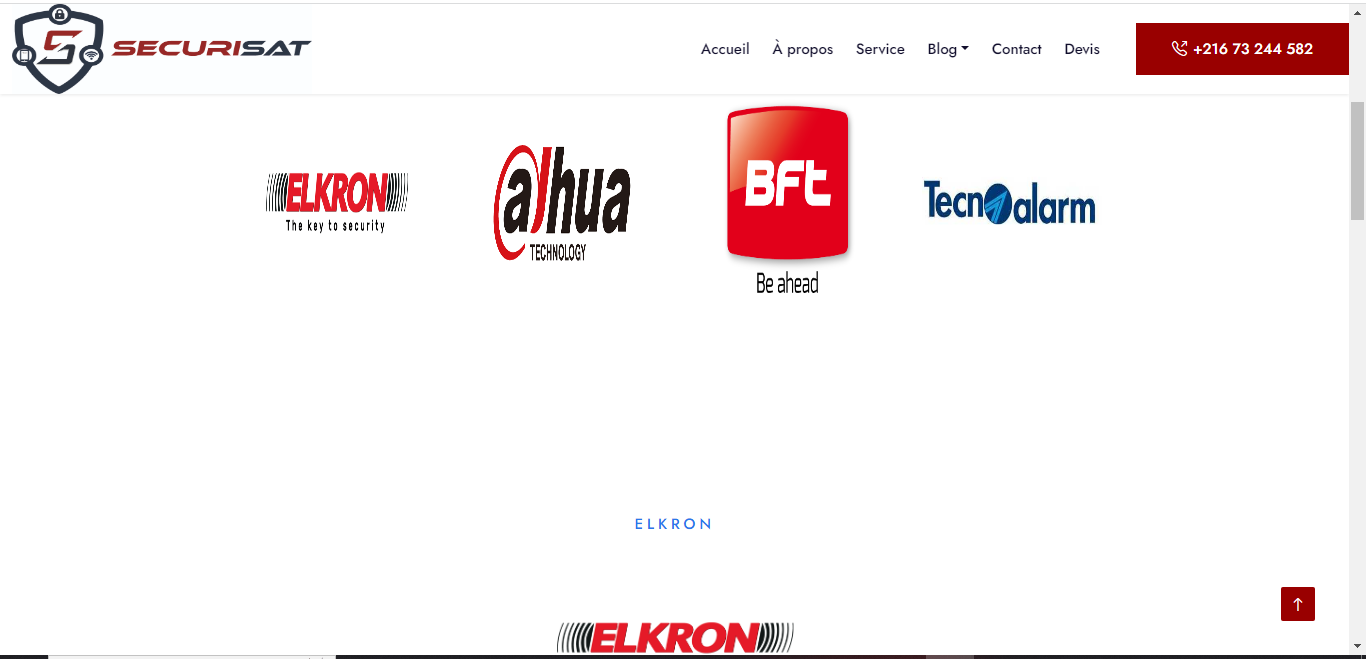 SECURISAT
Accueil À propos Service Blog Contact Devis +216 73 244 582
ELKRON
The key to security
alhua
TECHNOLOGY
BFt
Be ahead
Tecnoalarm
ELKRON
ELKRON